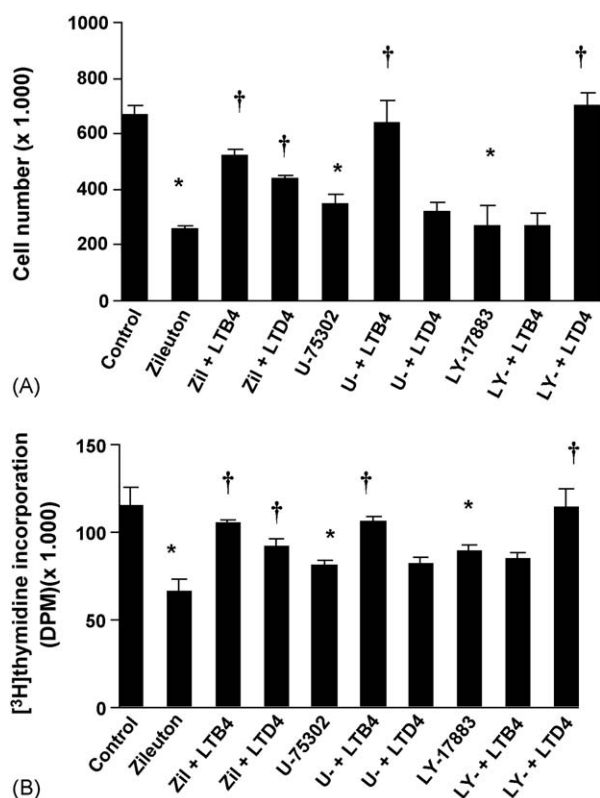 1000
800
600
400
200
0
Cell number (x 1.000)
*
†
†
*
†
*
†
Control
Zileuton
Zil + LTB4
Zil + LTD4
U-75302
U- + LTB4
U- + LTD4
LY-17883
LY- + LTB4
LY- + LTD4
(A)
150
100
50
0
[³H]thymidine incorporation
(DPM)(x 1.000)
*
†
†
*
†
*
†
Control
Zileuton
Zil + LTB4
Zil + LTD4
U-75302
U- + LTB4
U- + LTD4
LY-17883
LY- + LTB4
LY- + LTD4
(B)